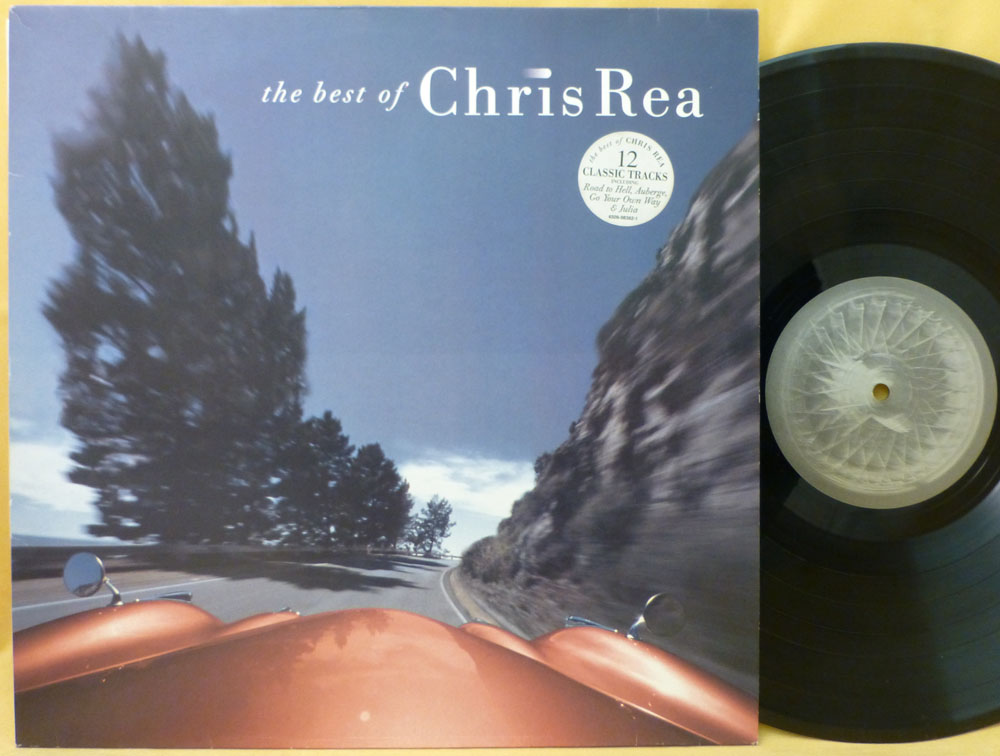 the best of Chris Rea
the best of CHRIS REA
12
CLASSIC TRACKS
INCLUDING
Road to Hell, Auberge,
Go Your Own Way
& Julia